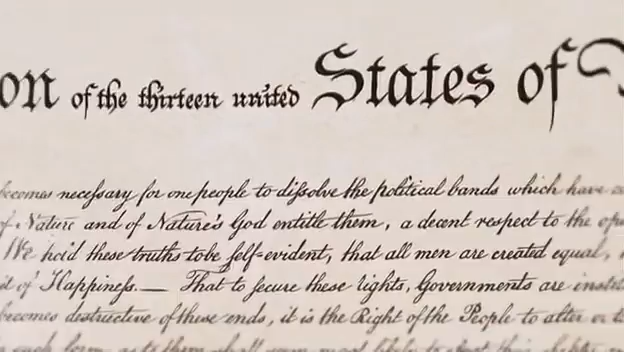 on of the thirteen united States of
becomes necessary for one people to dissolve the political bands which have
of Nature and of Nature's God entitle them, a decent respect to the
We hold these truths to be self-evident, that all men are created equal,
of Happiness. — That to secure these rights, Governments are
becomes destructive of these ends, it is the Right of the People to alter or